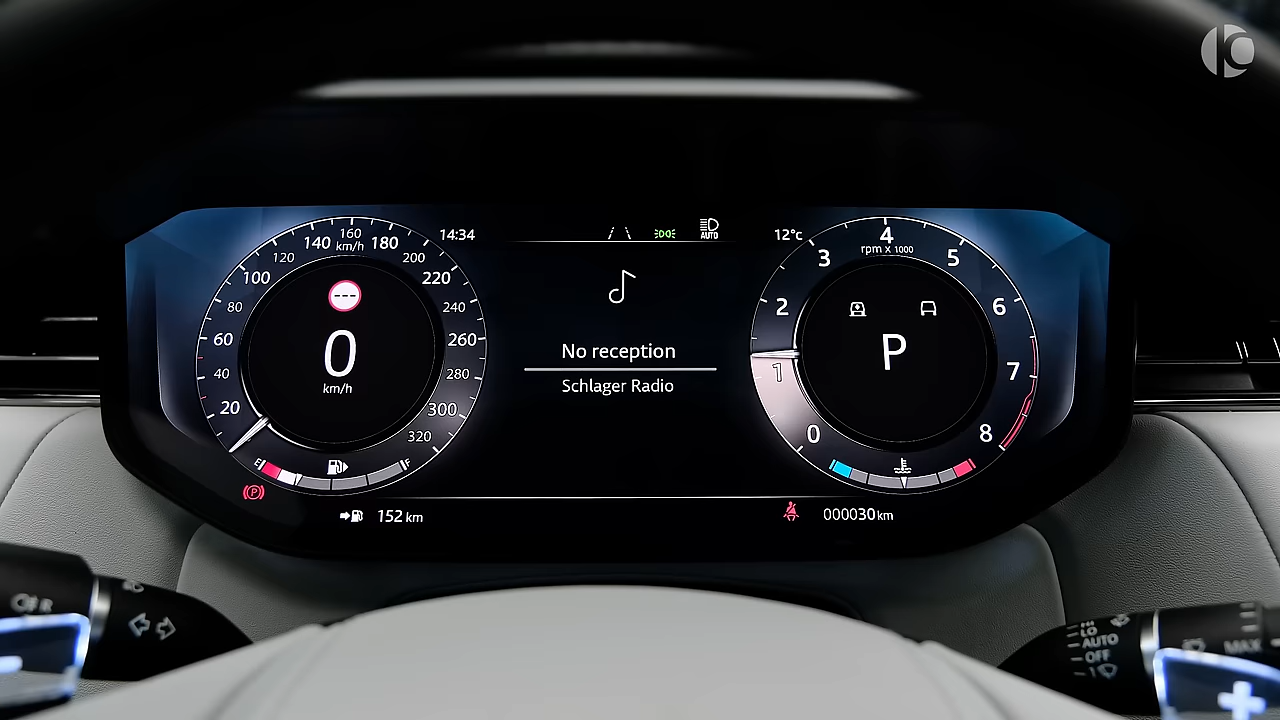 160
140 km/h 180
120
200
100
220
80
240
60
260
40
280
20
300
320
0
km/h
E
F
14:34
AUTO
12°c
No reception
Schlager Radio
4
rpm x 1000
3
5
2
6
1
7
0
8
P
P
152 km
000030 km
R
HI
LO
AUTO
OFF
1
MAX